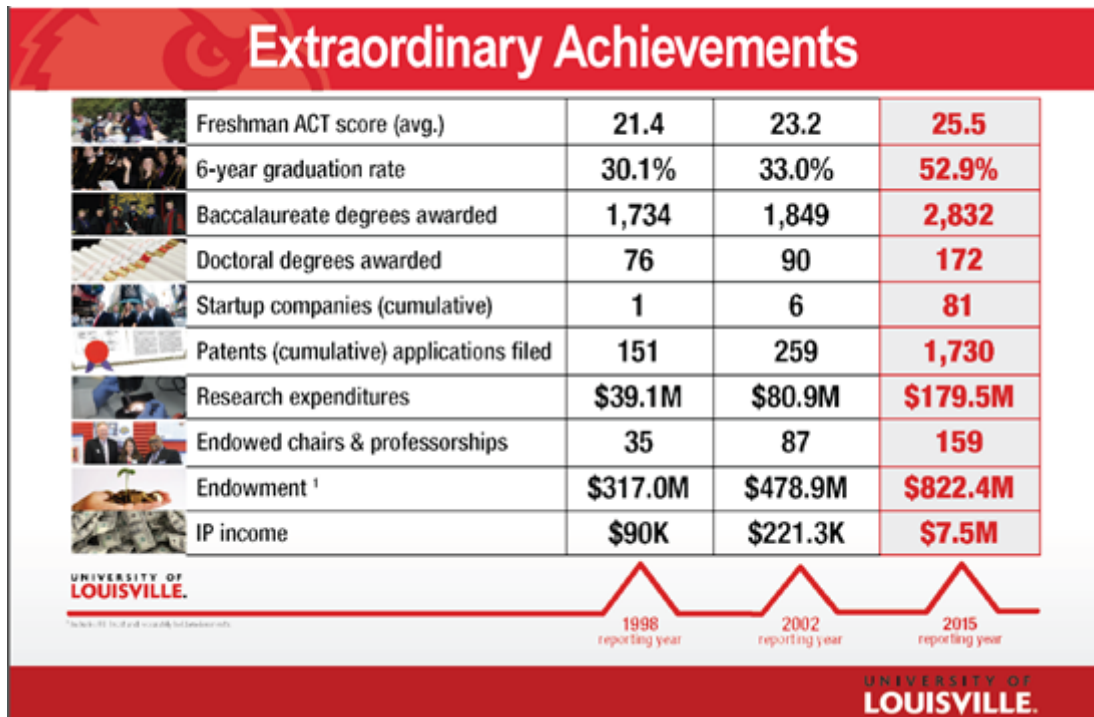 Extraordinary Achievements
Freshman ACT score (avg.) 21.4 23.2 25.5
6-year graduation rate 30.1% 33.0% 52.9%
Baccalaureate degrees awarded 1,734 1,849 2,832
Doctoral degrees awarded 76 90 172
Startup companies (cumulative) 1 6 81
Patents (cumulative) applications filed 151 259 1,730
Research expenditures $39.1M $80.9M $179.5M
Endowed chairs & professorships 35 87 159
Endowment ¹ $317.0M $478.9M $822.4M
IP income $90K $221.3K $7.5M
UNIVERSITY OF
LOUISVILLE.
1998 2002 2015
reporting year reporting year reporting year
UNIVERSITY OF
LOUISVILLE.